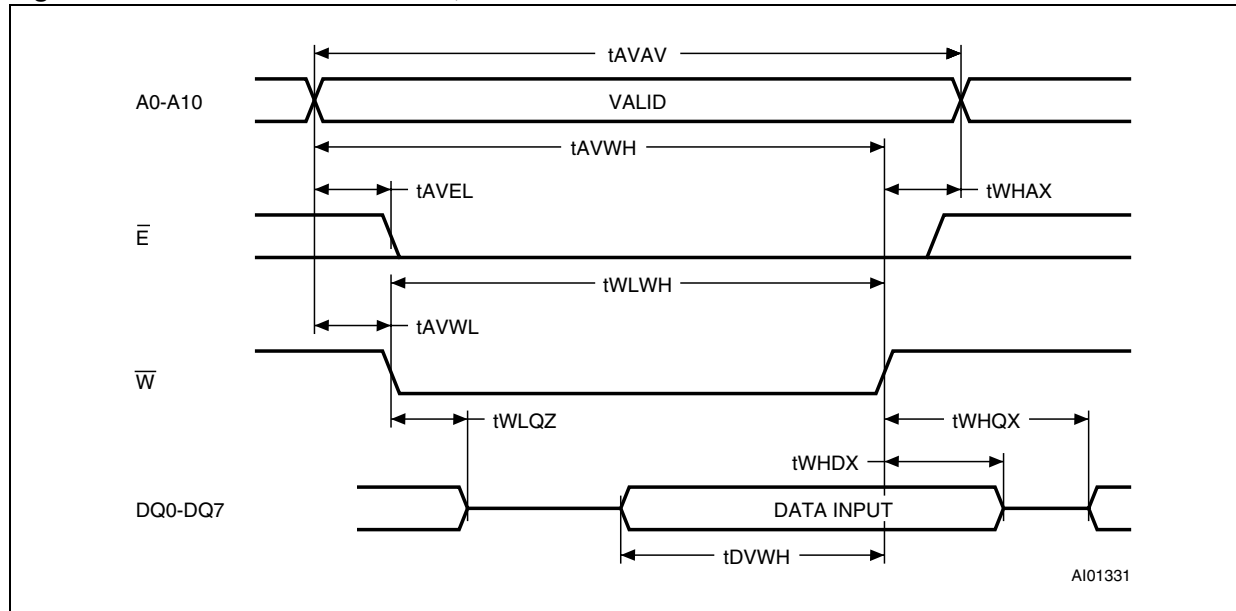 tAVAV
A0-A10
VALID
tAVWH
tAVEL
tWHAX
E̅
tWLWH
tAVWL
W̅
tWLQZ
tWHQX
tWHDX
DQ0-DQ7
DATA INPUT
tDVWH
AI01331